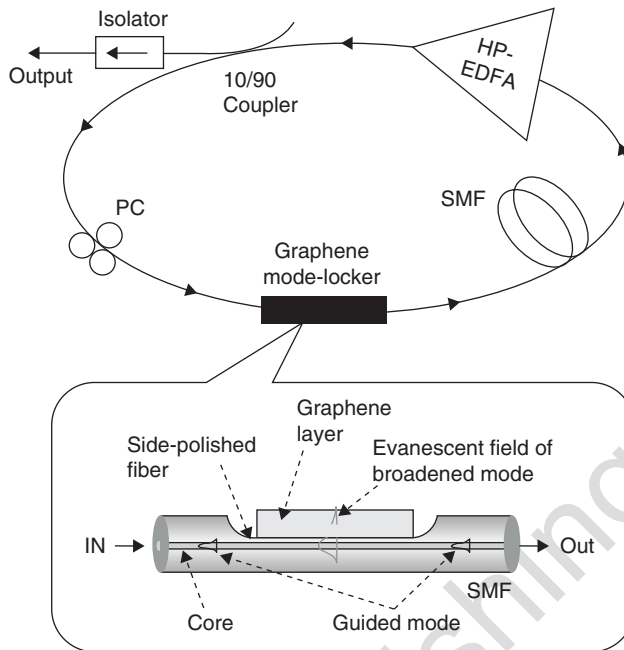 Isolator
Output
10/90
Coupler
HP-
EDFA
SMF
PC
Graphene
mode-locker
Graphene
layer
Side-polished
fiber
Evanescent field of
broadened mode
IN
Out
SMF
Core
Guided mode
shing